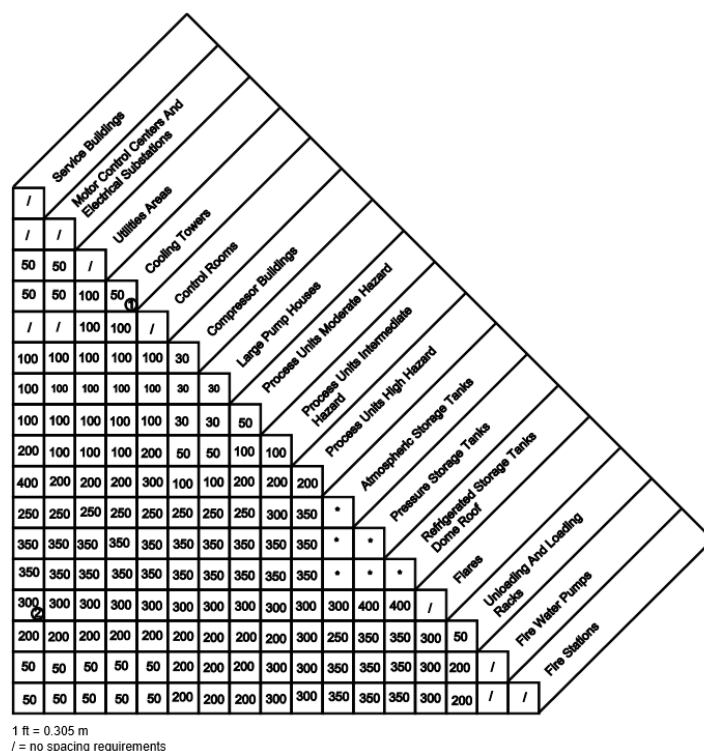 Service Buildings
Motor Control Centers And
Electrical Substations
Utilities Areas
Cooling Towers
Control Rooms
Compressor Buildings
Large Pump Houses
Process Units Moderate Hazard
Process Units Intermediate
Hazard
Process Units High Hazard
Atmospheric Storage Tanks
Pressure Storage Tanks
Refrigerated Storage Tanks
Dome Roof
Flares
Unloading And Loading
Racks
Fire Water Pumps
Fire Stations
/
/ /
50 50 /
50 50 100 50 ①
/ / 100 100 /
100 100 100 100 100 30
100 100 100 100 100 30 30
100 100 100 100 100 30 30 50
200 100 100 100 200 50 50 100 100
400 200 200 200 300 100 100 200 200 200
250 250 250 250 250 250 250 250 300 350 *
350 350 350 350 350 350 350 350 350 350 * *
350 350 350 350 350 350 350 350 350 350 * * *
300 ② 300 300 300 300 300 300 300 300 300 300 400 400 /
200 200 200 200 200 200 200 200 200 300 250 350 350 300 50
50 50 50 50 50 200 200 200 300 300 350 350 350 300 200 /
50 50 50 50 50 200 200 200 300 300 350 350 350 300 200 / /
1 ft = 0.305 m
/ = no spacing requirements